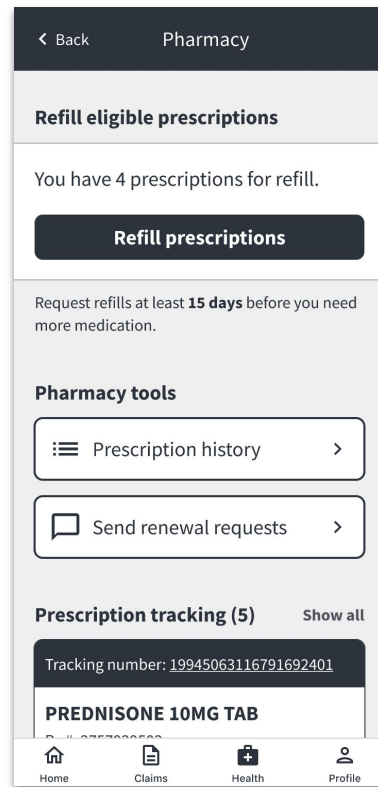 Back
Pharmacy
Refill eligible prescriptions
You have 4 prescriptions for refill.
Refill prescriptions
Request refills at least 15 days before you need
more medication.
Pharmacy tools
Prescription history
Send renewal requests
Prescription tracking (5)
Show all
Tracking number: 19945063116791692401
PREDNISONE 10MG TAB
Home
Claims
Health
Profile